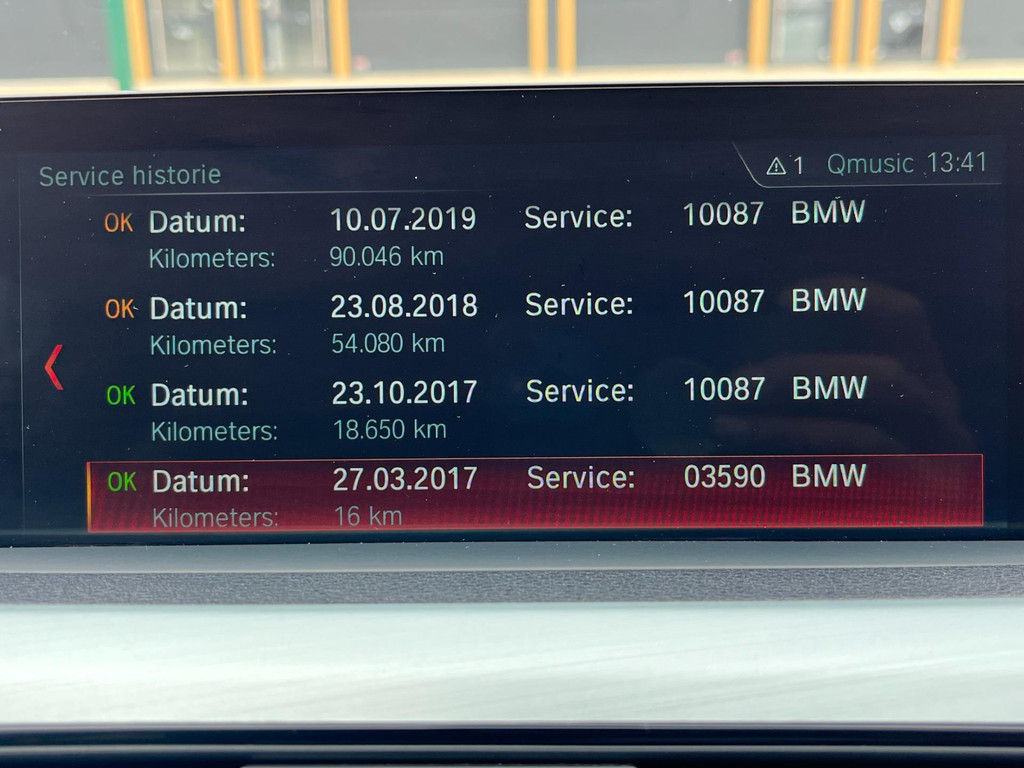 Service historie
⚠ 1 Qmusic 13:41
OK Datum: 10.07.2019 Service: 10087 BMW
Kilometers: 90.046 km
OK Datum: 23.08.2018 Service: 10087 BMW
Kilometers: 54.080 km
OK Datum: 23.10.2017 Service: 10087 BMW
Kilometers: 18.650 km
OK Datum: 27.03.2017 Service: 03590 BMW
Kilometers: 16 km